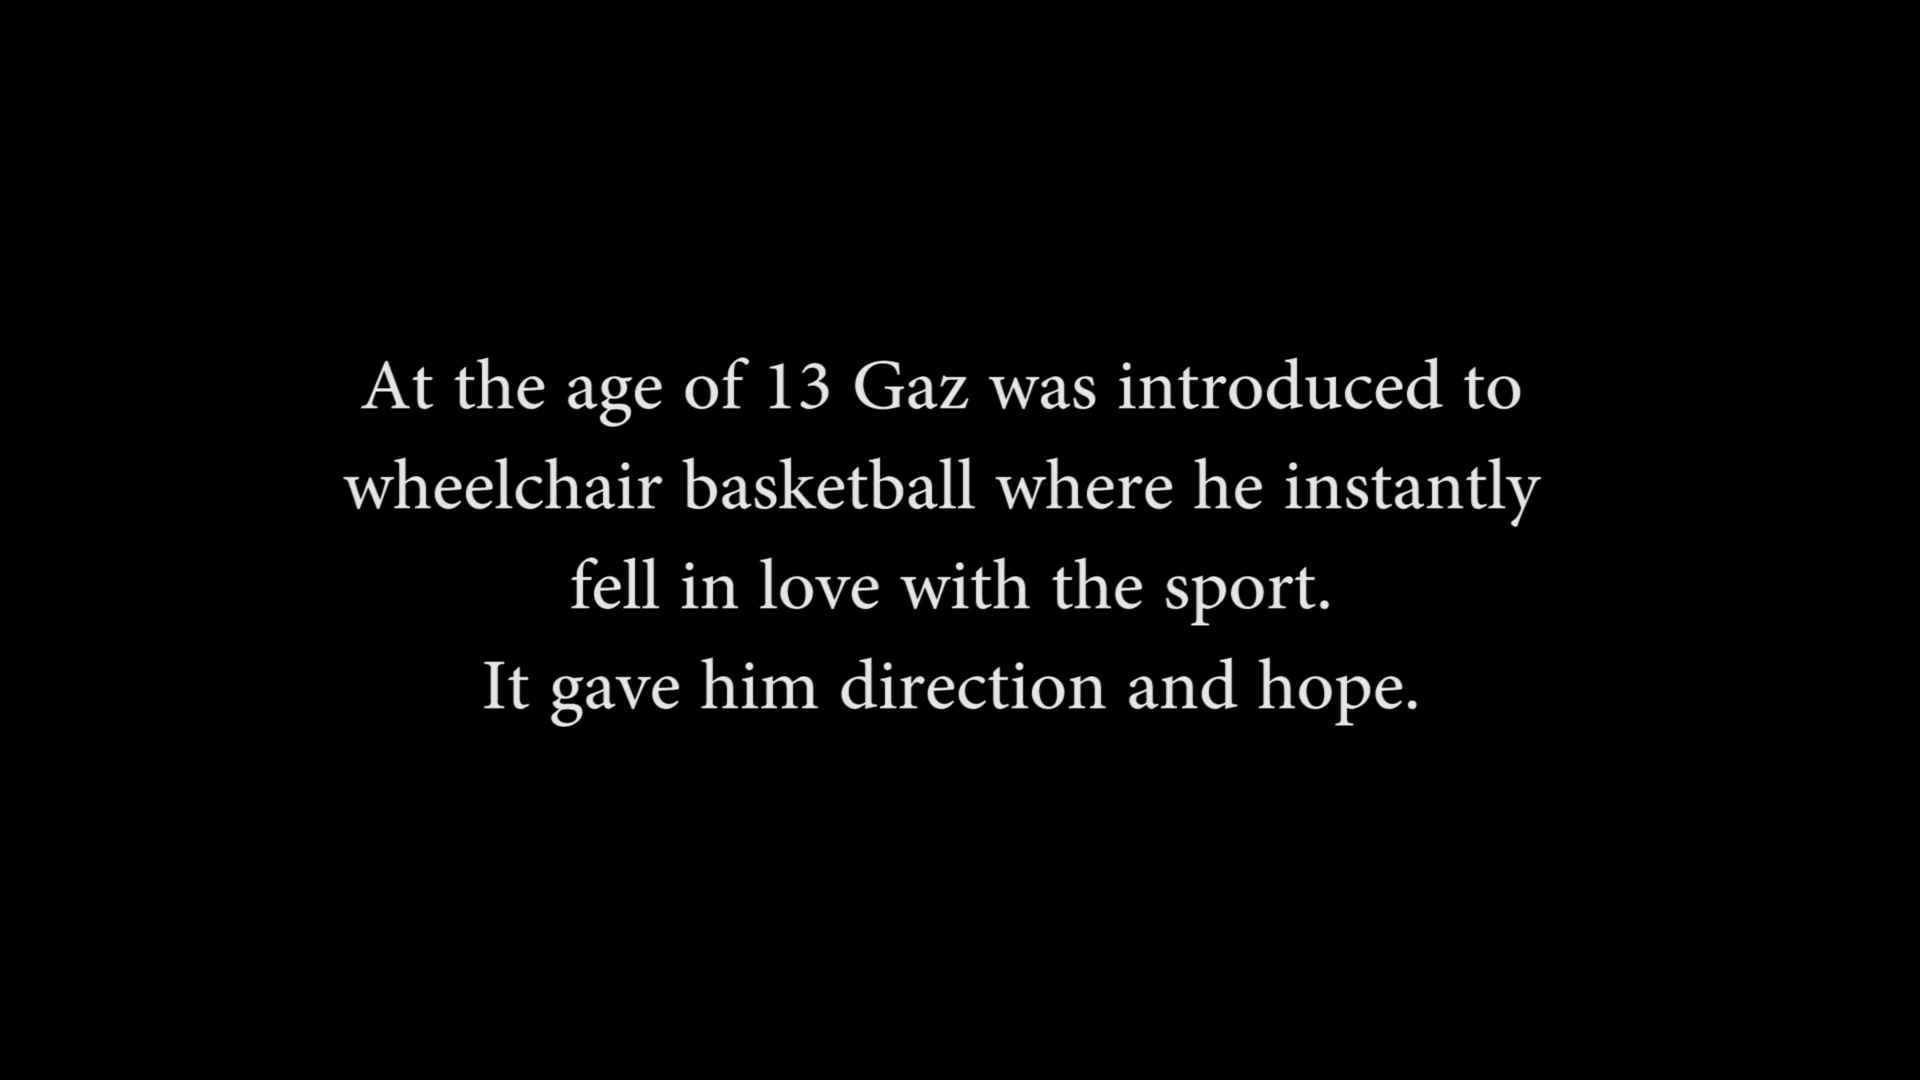 At the age of 13 Gaz was introduced to
wheelchair basketball where he instantly
fell in love with the sport.
It gave him direction and hope.